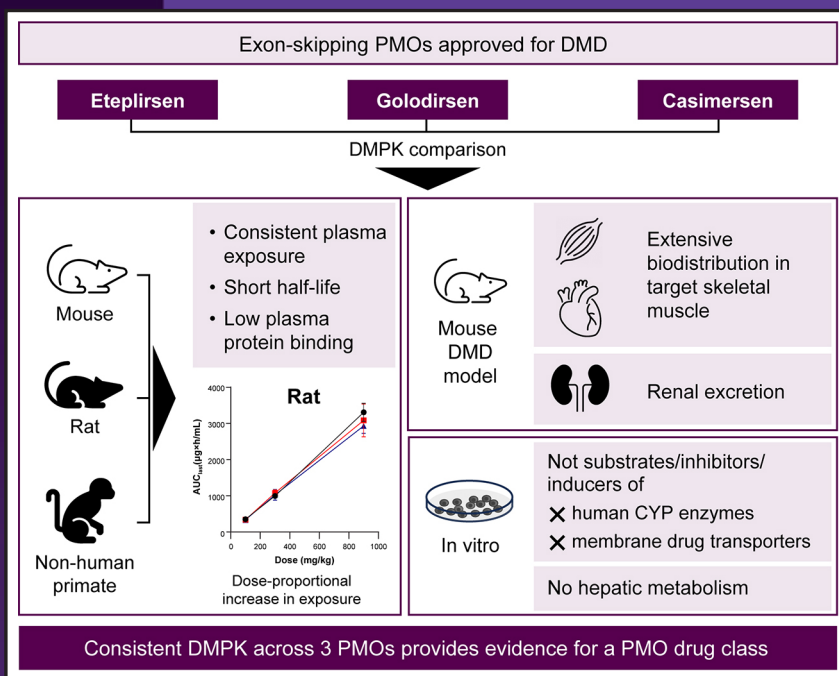 Exon-skipping PMOs approved for DMD
Eteplirsen
Golodirsen
Casimersen
DMPK comparison
Mouse
Rat
Non-human
primate
• Consistent plasma
exposure
• Short half-life
• Low plasma
protein binding
Rat
AUClast(µg×h/mL)
4000
3000
2000
1000
0
0 200 400 600 800 1000
Dose (mg/kg)
Dose-proportional
increase in exposure
Mouse
DMD
model
Extensive
biodistribution in
target skeletal
muscle
Renal excretion
In vitro
Not substrates/inhibitors/
inducers of
✕ human CYP enzymes
✕ membrane drug transporters
No hepatic metabolism
Consistent DMPK across 3 PMOs provides evidence for a PMO drug class